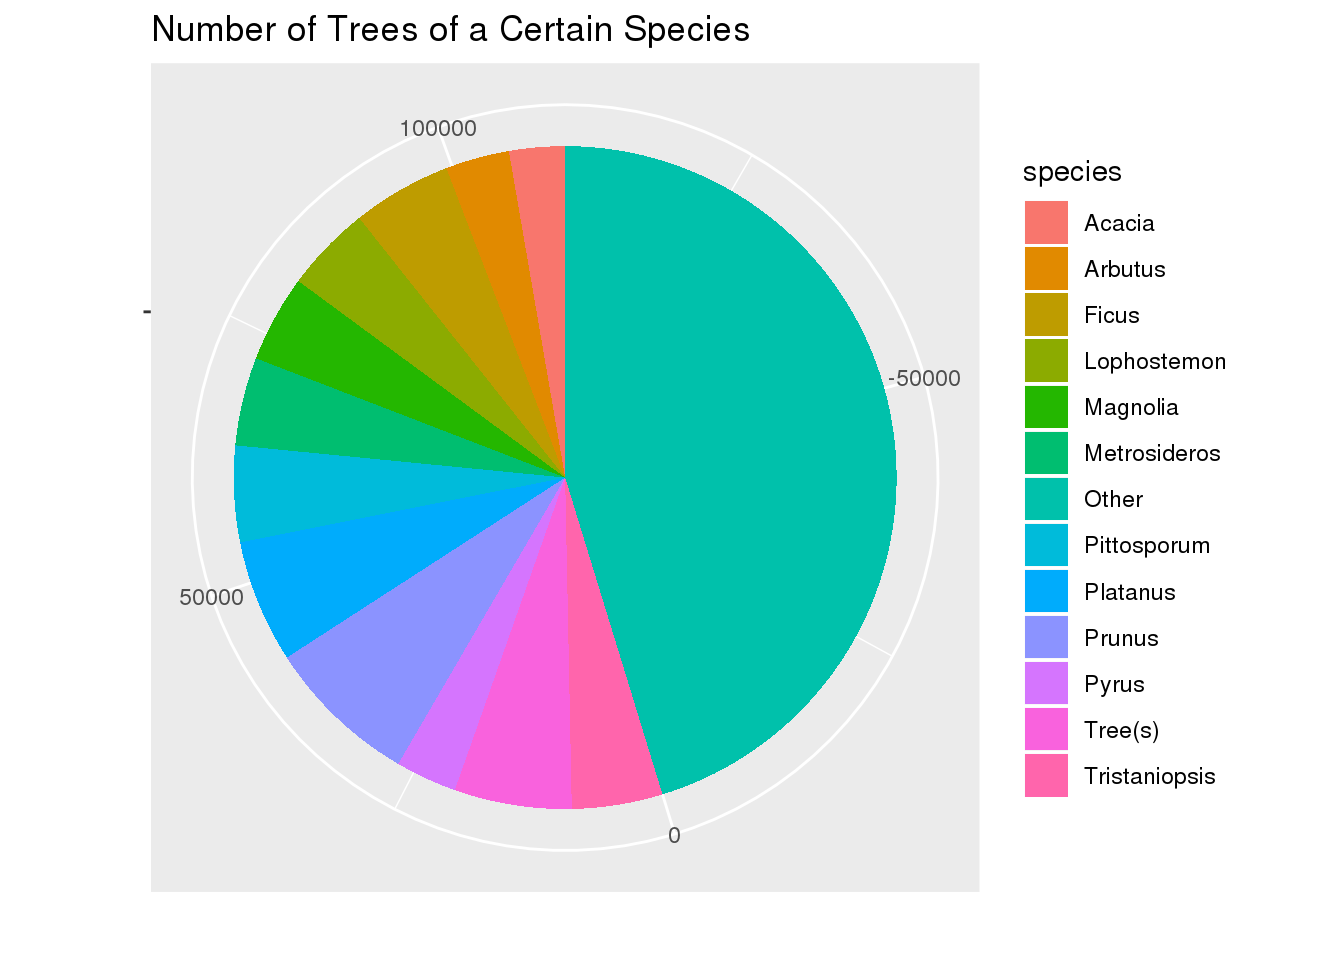 Number of Trees of a Certain Species
100000
-50000
50000
0
-
species
Acacia
Arbutus
Ficus
Lophostemon
Magnolia
Metrosideros
Other
Pittosporum
Platanus
Prunus
Pyrus
Tree(s)
Tristaniopsis